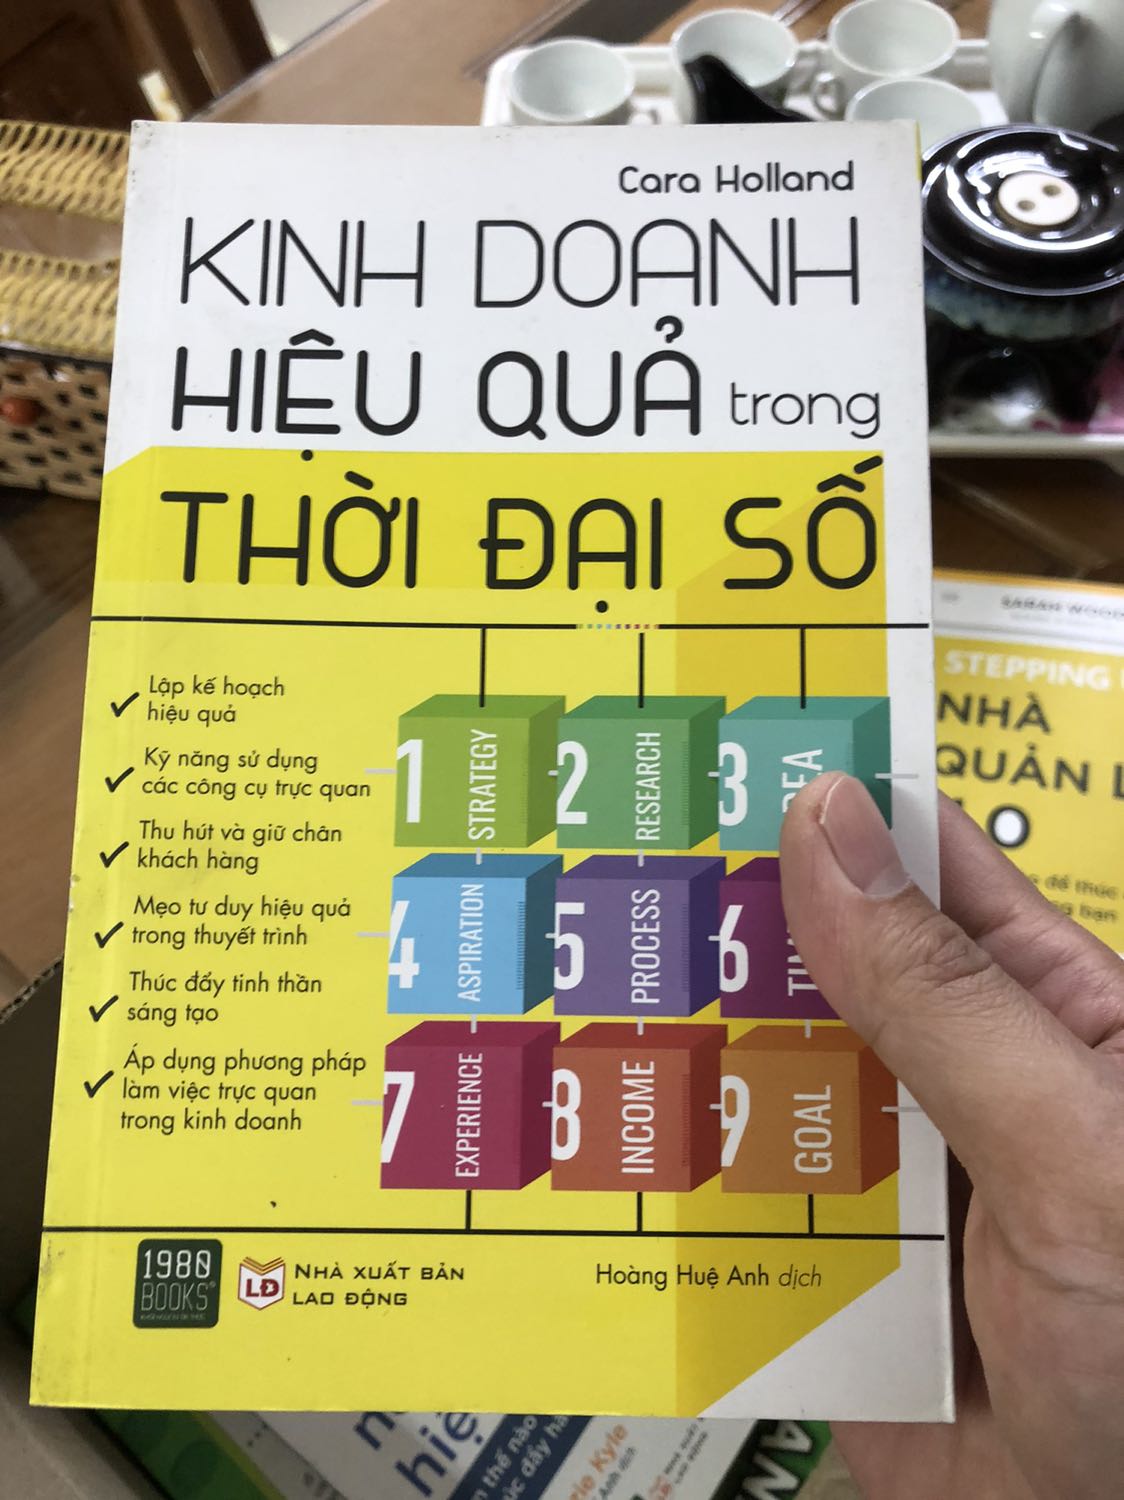 Cara Holland
KINH DOANH
HIỆU QUẢ trong
THỜI ĐẠI SỐ
Lập kế hoạch
hiệu quả
Kỹ năng sử dụng
các công cụ trực quan
Thu hút và giữ chân
khách hàng
Mẹo tư duy hiệu quả
trong thuyết trình
Thúc đẩy tinh thần
sáng tạo
Áp dụng phương pháp
làm việc trực quan
trong kinh doanh
1 STRATEGY
2 RESEARCH
3
4 ASPIRATION
5 PROCESS
6
7 EXPERIENCE
8 INCOME
9 GOAL
1980
BOOKS
LĐ
NHÀ XUẤT BẢN
LAO ĐỘNG
Hoàng Huệ Anh dịch
SARAH WOOD
STEPPING
NHÀ
QUẢN L